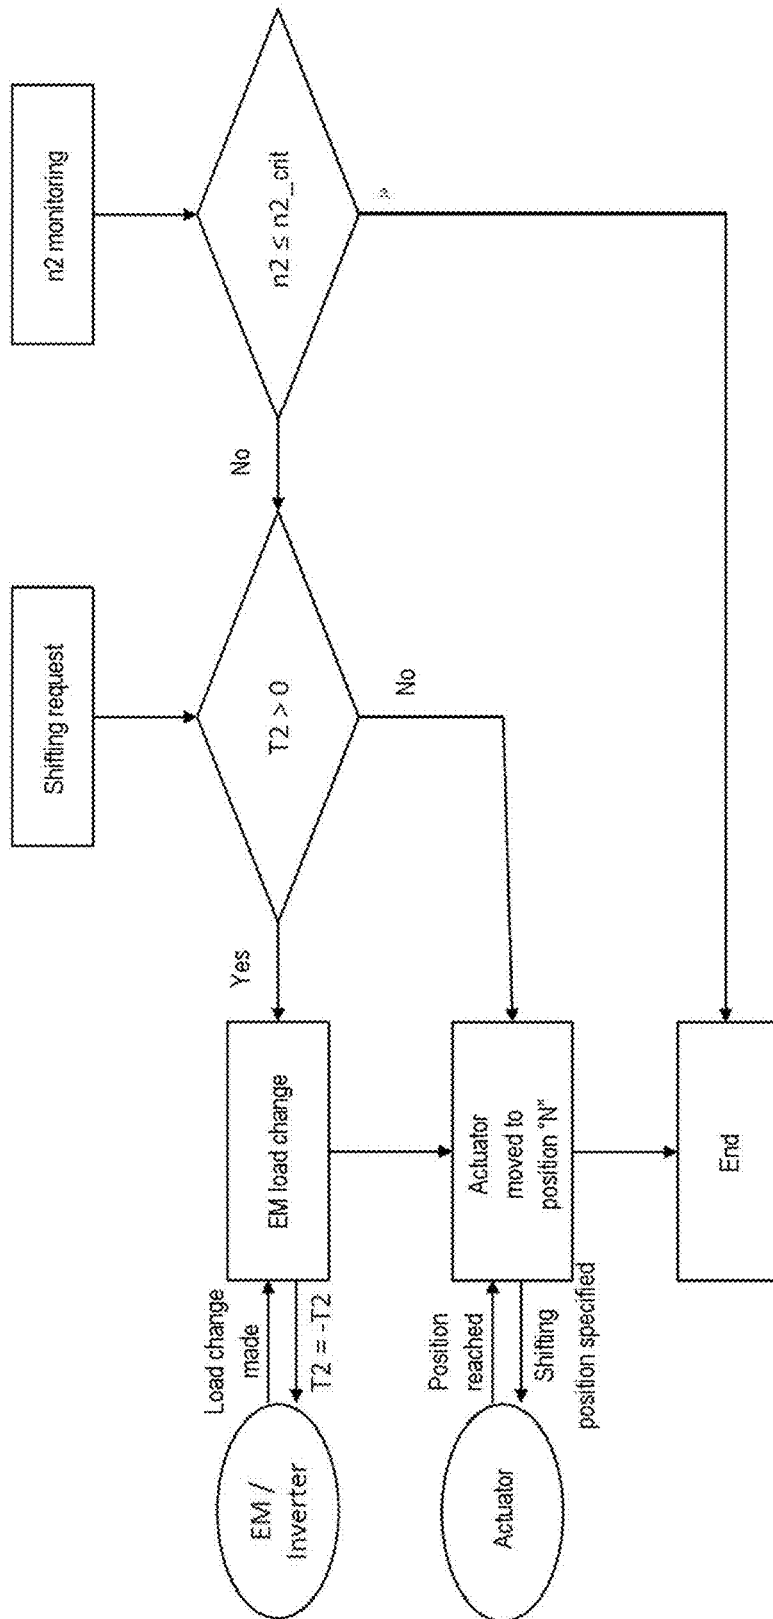 n2 monitoring
n2 ≤ n2_crit
No
Shifting request
T2 > 0
No
Yes
EM load change
Load change
made
T2 = -T2
EM /
Inverter
Actuator
moved to
position "N"
Position
reached
Shifting
position specified
Actuator
End